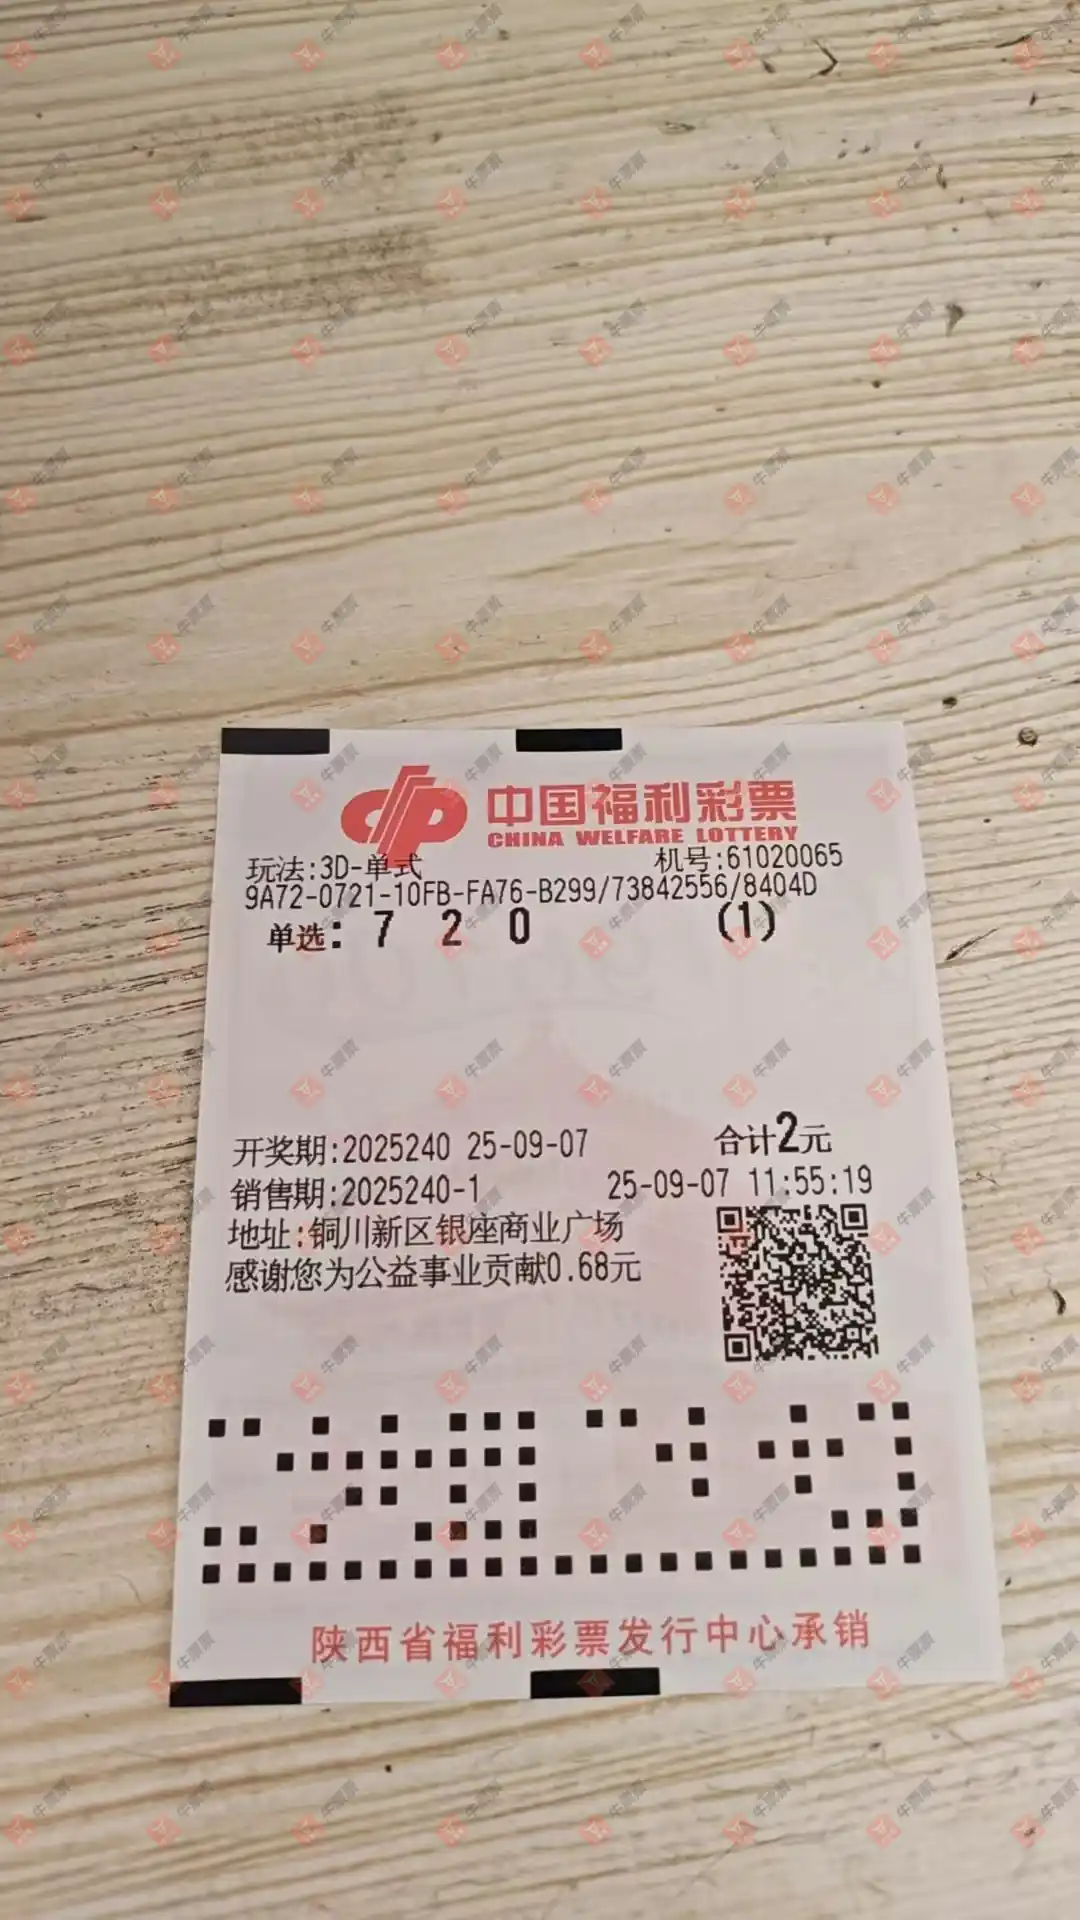 中国福利彩票
CHINA WELFARE LOTTERY
玩法:3D-单式 机号:61020065
9A72-0721-10FB-FA76-B299/73842556/8404D
单选: 7 2 0 (1)
开奖期:2025240 25-09-07 合计2元
销售期:2025240-1 25-09-07 11:55:19
地址:铜川新区银座商业广场
感谢您为公益事业贡献0.68元
陕西省福利彩票发行中心承销
牛票票